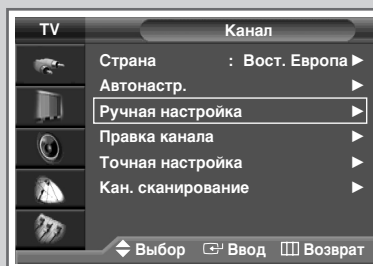 TV Канал
Страна : Вост. Европа
Автонастр.
Ручная настройка
Правка канала
Точная настройка
Кан. сканирование
Выбор Ввод Возврат